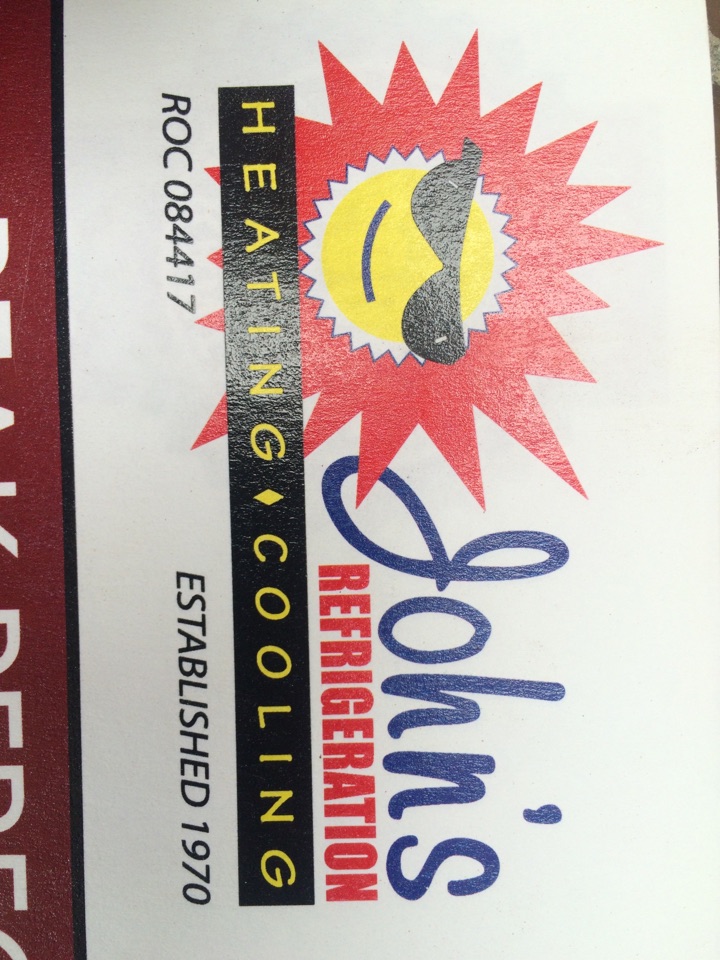 John's
REFRIGERATION
HEATING ♦ COOLING
ROC 084417 ESTABLISHED 1970